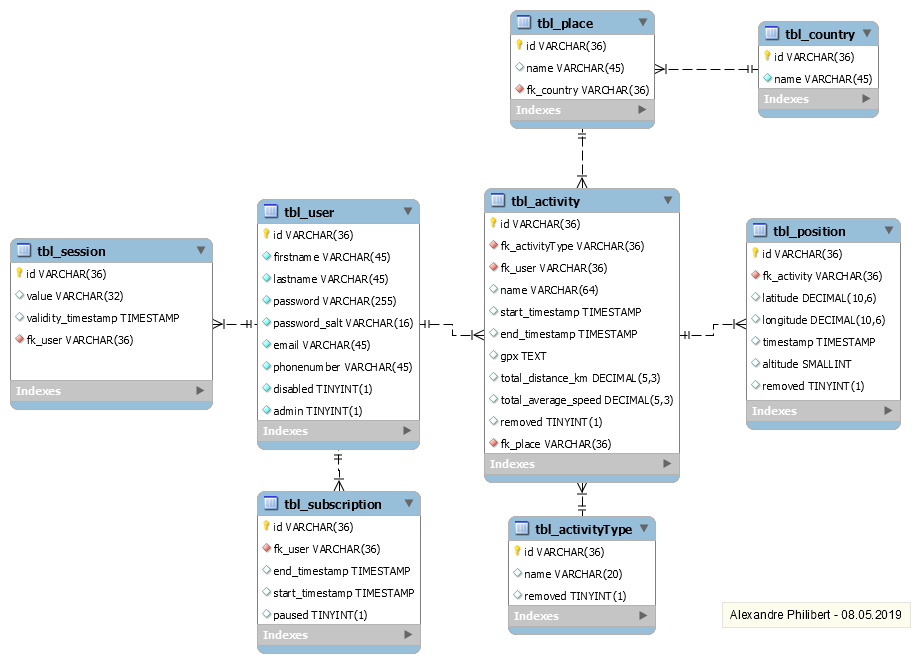 tbl_place
id VARCHAR(36)
name VARCHAR(45)
fk_country VARCHAR(36)
Indexes
tbl_country
id VARCHAR(36)
name VARCHAR(45)
Indexes
tbl_session
id VARCHAR(36)
value VARCHAR(32)
validity_timestamp TIMESTAMP
fk_user VARCHAR(36)
Indexes
tbl_user
id VARCHAR(36)
firstname VARCHAR(45)
lastname VARCHAR(45)
password VARCHAR(255)
password_salt VARCHAR(16)
email VARCHAR(45)
phonenumber VARCHAR(45)
disabled TINYINT(1)
admin TINYINT(1)
Indexes
tbl_activity
id VARCHAR(36)
fk_activityType VARCHAR(36)
fk_user VARCHAR(36)
name VARCHAR(64)
start_timestamp TIMESTAMP
end_timestamp TIMESTAMP
gpx TEXT
total_distance_km DECIMAL(5,3)
total_average_speed DECIMAL(5,3)
removed TINYINT(1)
fk_place VARCHAR(36)
Indexes
tbl_position
id VARCHAR(36)
fk_activity VARCHAR(36)
latitude DECIMAL(10,6)
longitude DECIMAL(10,6)
timestamp TIMESTAMP
altitude SMALLINT
removed TINYINT(1)
Indexes
tbl_subscription
id VARCHAR(36)
fk_user VARCHAR(36)
end_timestamp TIMESTAMP
start_timestamp TIMESTAMP
paused TINYINT(1)
Indexes
tbl_activityType
id VARCHAR(36)
name VARCHAR(20)
removed TINYINT(1)
Indexes
Alexandre Philibert - 08.05.2019